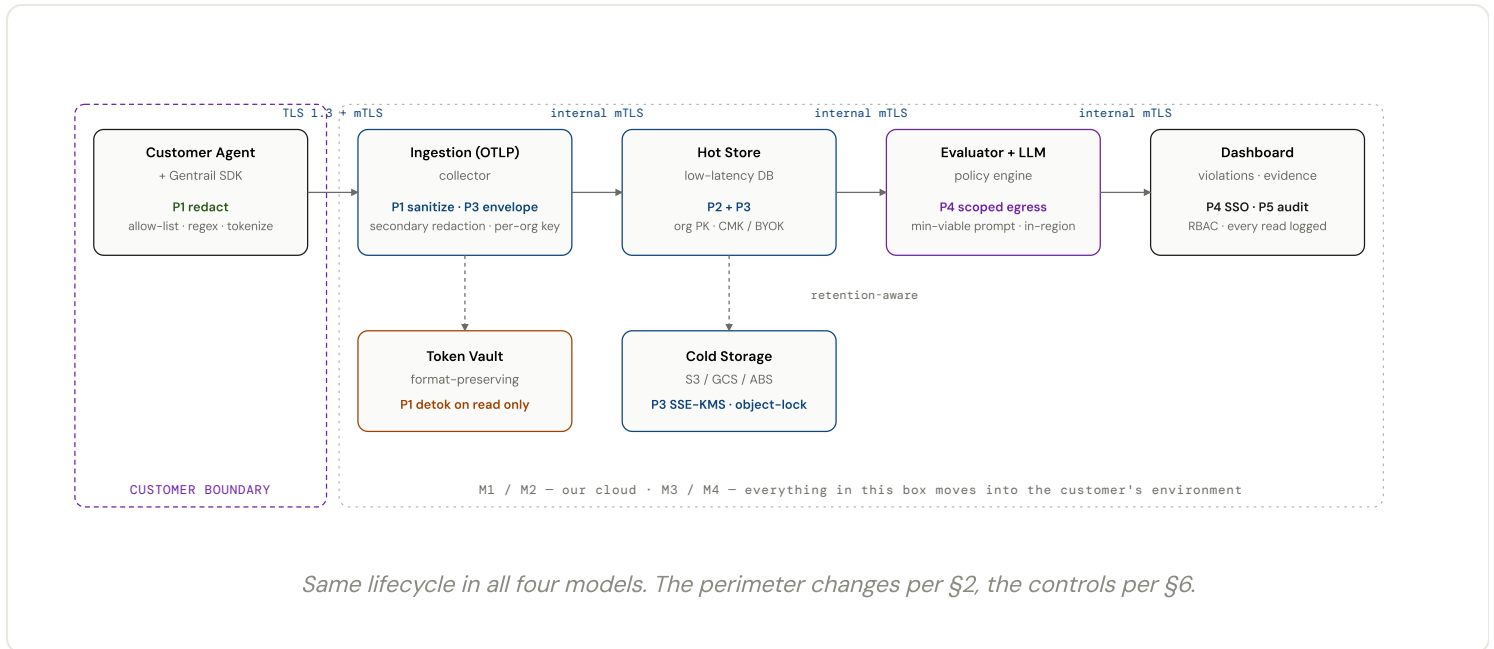 TLS 1.3 + mTLS
internal mTLS
internal mTLS
internal mTLS
Customer Agent
+ Gentrail SDK
P1 redact
allow-list · regex · tokenize
Ingestion (OTLP)
collector
P1 sanitize · P3 envelope
secondary redaction · per-org key
Hot Store
low-latency DB
P2 + P3
org PK · CMK / BYOK
Evaluator + LLM
policy engine
P4 scoped egress
min-viable prompt · in-region
Dashboard
violations · evidence
P4 SSO · P5 audit
RBAC · every read logged
retention-aware
Token Vault
format-preserving
P1 detok on read only
Cold Storage
S3 / GCS / ABS
P3 SSE-KMS · object-lock
CUSTOMER BOUNDARY
M1 / M2 — our cloud · M3 / M4 — everything in this box moves into the customer's environment
Same lifecycle in all four models. The perimeter changes per §2, the controls per §6.